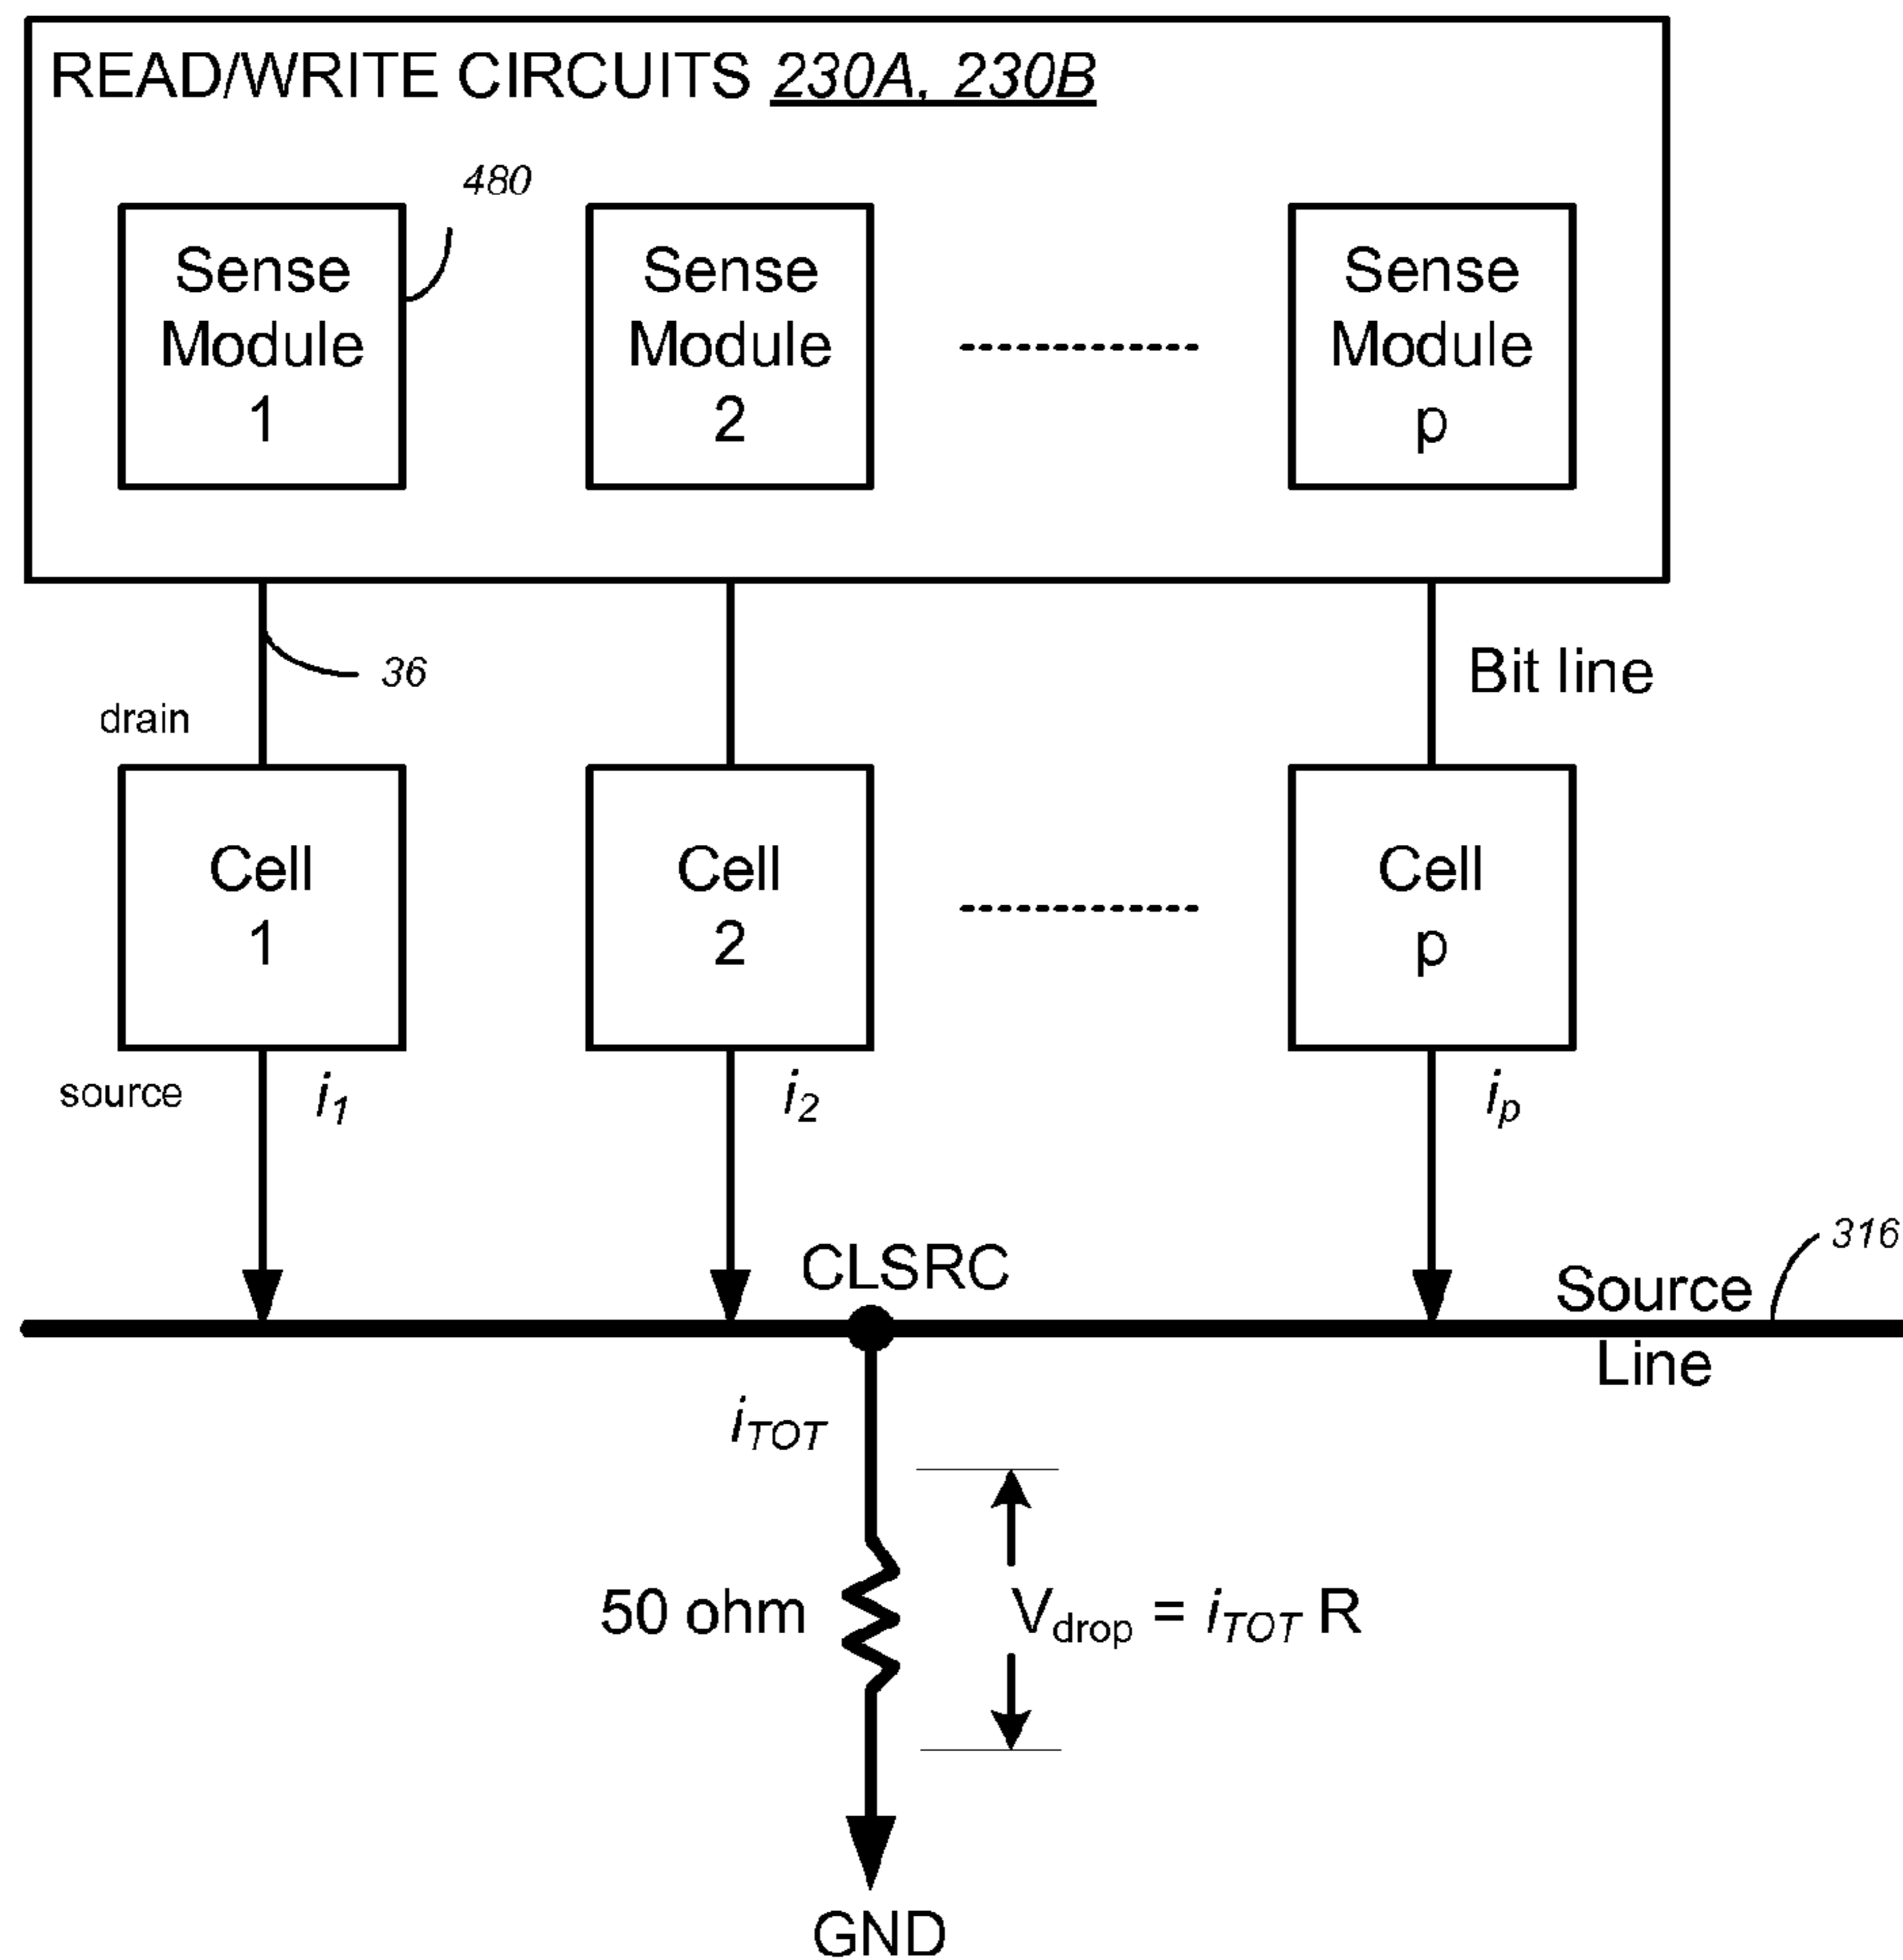 READ/WRITE CIRCUITS 230A, 230B
480
Sense
Module
1
Sense
Module
2
Sense
Module
p
36
Bit line
drain
Cell
1
Cell
2
Cell
p
source
i1
i2
ip
CLSRC
316
Source
Line
iTOT
50 ohm
Vdrop = iTOT R
GND